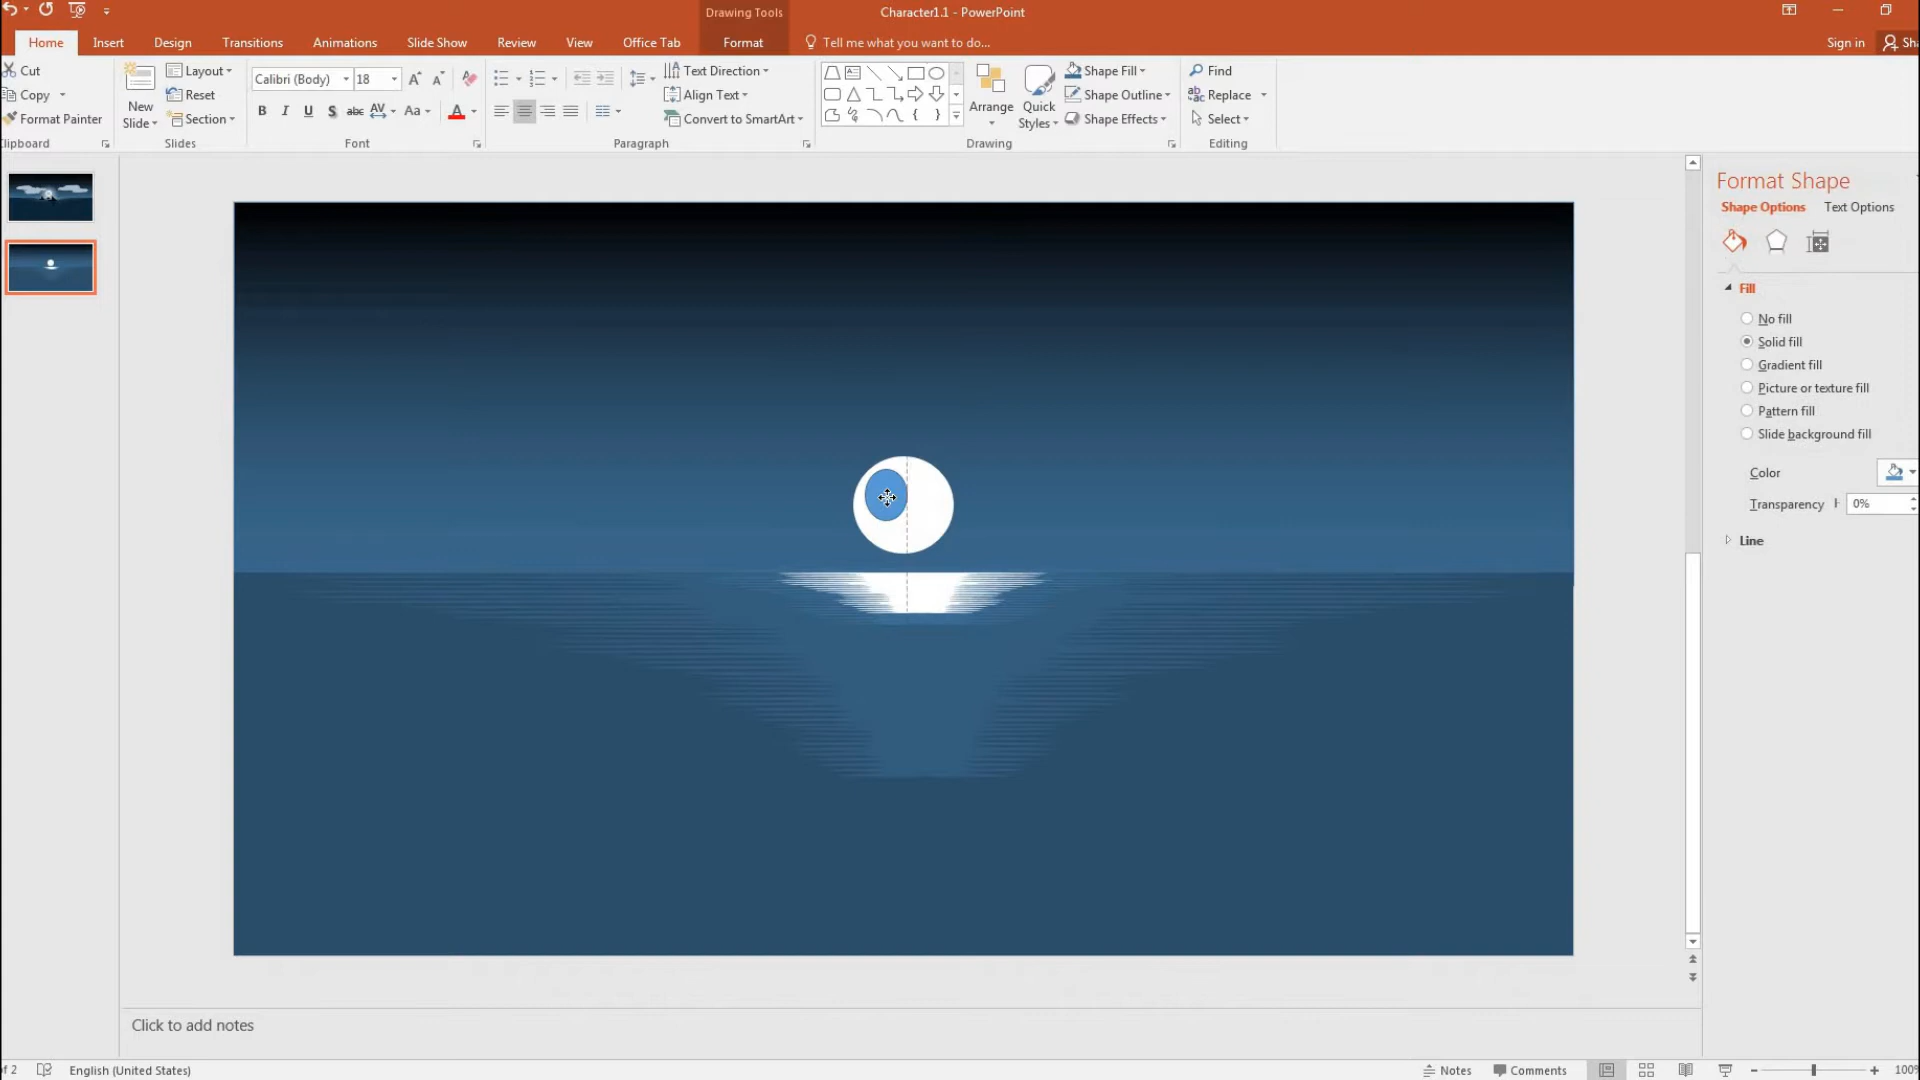 Drawing Tools
Character1.1 - PowerPoint
Home Insert Design Transitions Animations Slide Show Review View Office Tab Format Tell me what you want to do... Sign in
Cut
Copy
Format Painter
New Slide
Layout
Reset
Section
Slides
Calibri (Body) 18
B I U S abc AV Aa A
Font
Text Direction
Align Text
Convert to SmartArt
Paragraph
Arrange
Quick Styles
Shape Fill
Shape Outline
Shape Effects
Drawing
Find
Replace
Select
Editing
Format Shape
Shape Options Text Options
Fill
No fill
Solid fill
Gradient fill
Picture or texture fill
Pattern fill
Slide background fill
Color
Transparency 0%
Line
Click to add notes
of 2 English (United States) Notes Comments